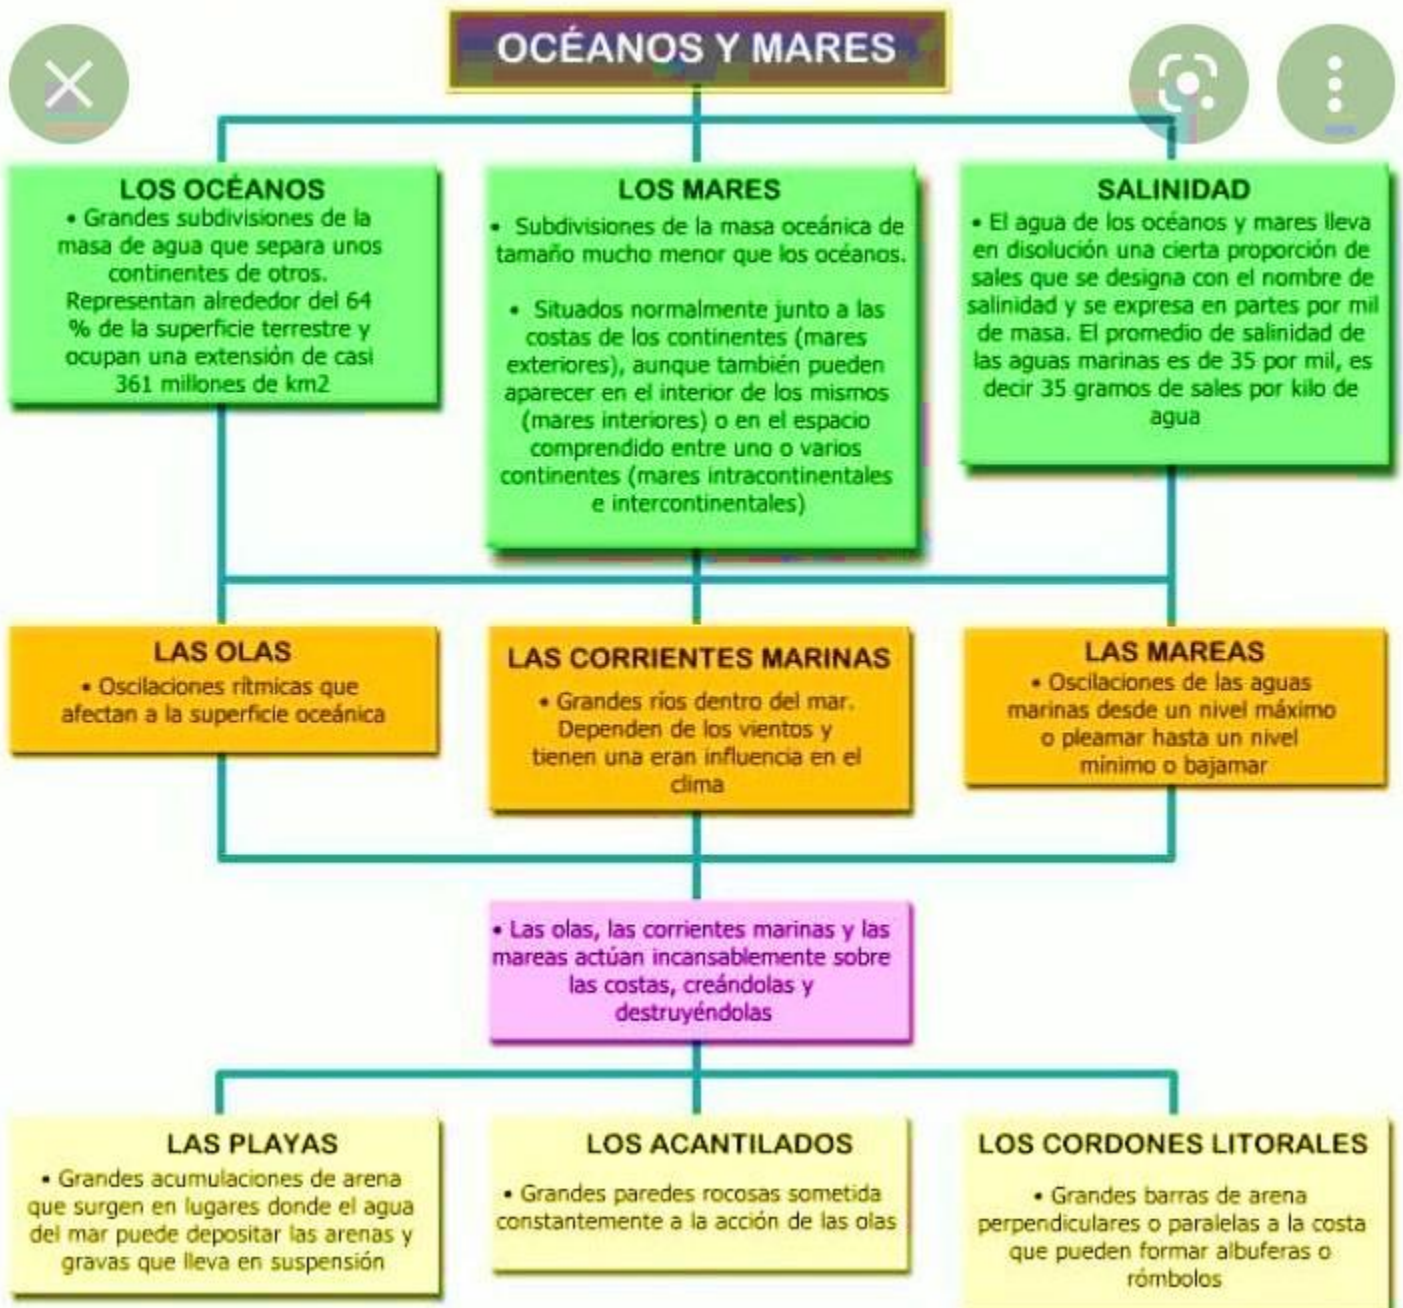 OCÉANOS Y MARES
LOS OCÉANOS
• Grandes subdivisiones de la
masa de agua que separa unos
continentes de otros.
Representan alrededor del 64
% de la superficie terrestre y
ocupan una extensión de casi
361 millones de km2
LOS MARES
• Subdivisiones de la masa oceánica de
tamaño mucho menor que los océanos.
• Situados normalmente junto a las
costas de los continentes (mares
exteriores), aunque también pueden
aparecer en el interior de los mismos
(mares interiores) o en el espacio
comprendido entre uno o varios
continentes (mares intracontinentales
e intercontinentales)
SALINIDAD
• El agua de los océanos y mares lleva
en disolución una cierta proporción de
sales que se designa con el nombre de
salinidad y se expresa en partes por mil
de masa. El promedio de salinidad de
las aguas marinas es de 35 por mil, es
decir 35 gramos de sales por kilo de
agua
LAS OLAS
• Oscilaciones rítmicas que
afectan a la superficie oceánica
LAS CORRIENTES MARINAS
• Grandes ríos dentro del mar.
Dependen de los vientos y
tienen una eran influencia en el
clima
LAS MAREAS
• Oscilaciones de las aguas
marinas desde un nivel máximo
o pleamar hasta un nivel
mínimo o bajamar
• Las olas, las corrientes marinas y las
mareas actúan incansablemente sobre
las costas, creándolas y
destruyéndolas
LAS PLAYAS
• Grandes acumulaciones de arena
que surgen en lugares donde el agua
del mar puede depositar las arenas y
gravas que lleva en suspensión
LOS ACANTILADOS
• Grandes paredes rocosas sometida
constantemente a la acción de las olas
LOS CORDONES LITORALES
• Grandes barras de arena
perpendiculares o paralelas a la costa
que pueden formar albuferas o
rómbolos